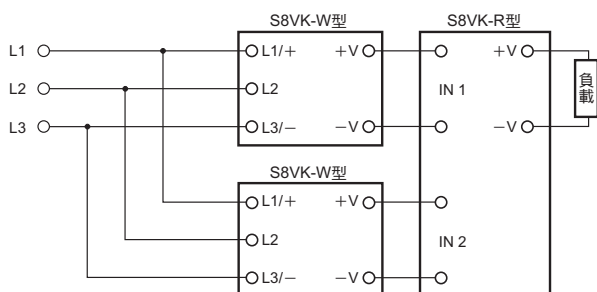 S8VK-W型
S8VK-R型
L1
L1/+
+V
+V
L2
L2
IN 1
負載
L3
L3/−
−V
−V
S8VK-W型
L1/+
+V
L2
IN 2
L3/−
−V